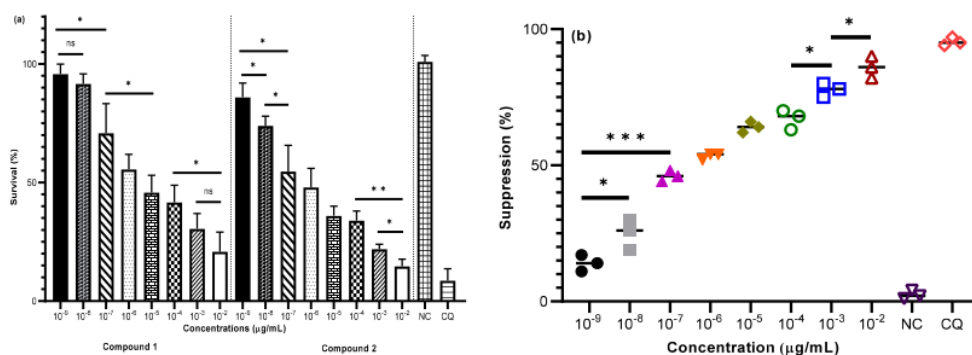 (a)
Survival (%)
100
50
0
*
ns
*
*
*
ns
*
*
*
* *
*
10⁻⁹ 10⁻⁸ 10⁻⁷ 10⁻⁶ 10⁻⁵ 10⁻⁴ 10⁻³ 10⁻² 10⁻⁹ 10⁻⁸ 10⁻⁷ 10⁻⁶ 10⁻⁵ 10⁻⁴ 10⁻³ 10⁻² NC CQ
Concentrations (µg/mL)
Compound 1 Compound 2
(b)
Suppression (%)
100
50
0
* * *
*
*
*
10⁻⁹ 10⁻⁸ 10⁻⁷ 10⁻⁶ 10⁻⁵ 10⁻⁴ 10⁻³ 10⁻² NC CQ
Concentration (µg/mL)